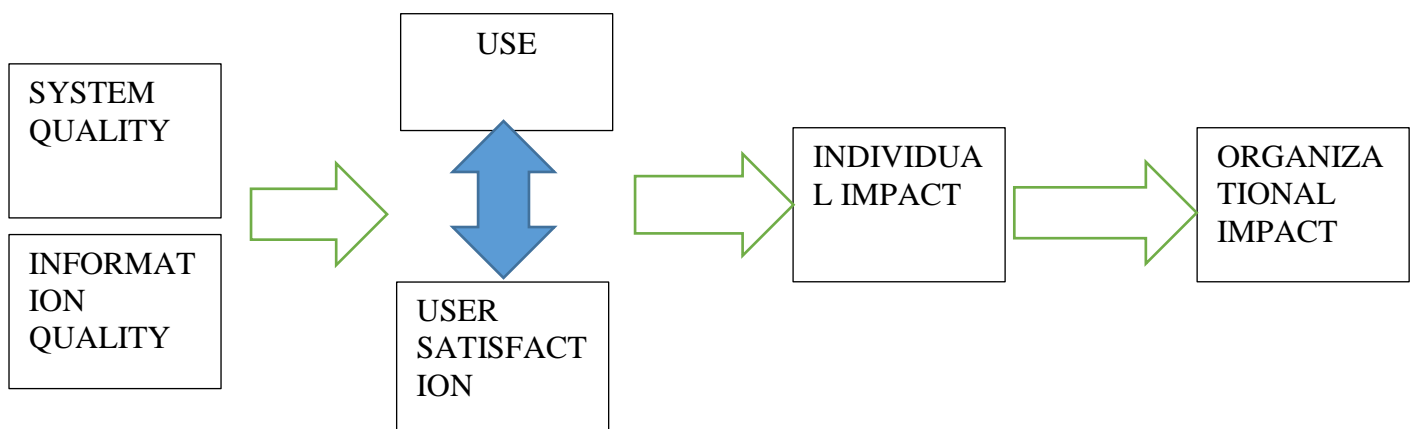 SYSTEM
QUALITY
INFORMAT
ION
QUALITY
USE
USER
SATISFACT
ION
INDIVIDUA
L IMPACT
ORGANIZA
TIONAL
IMPACT